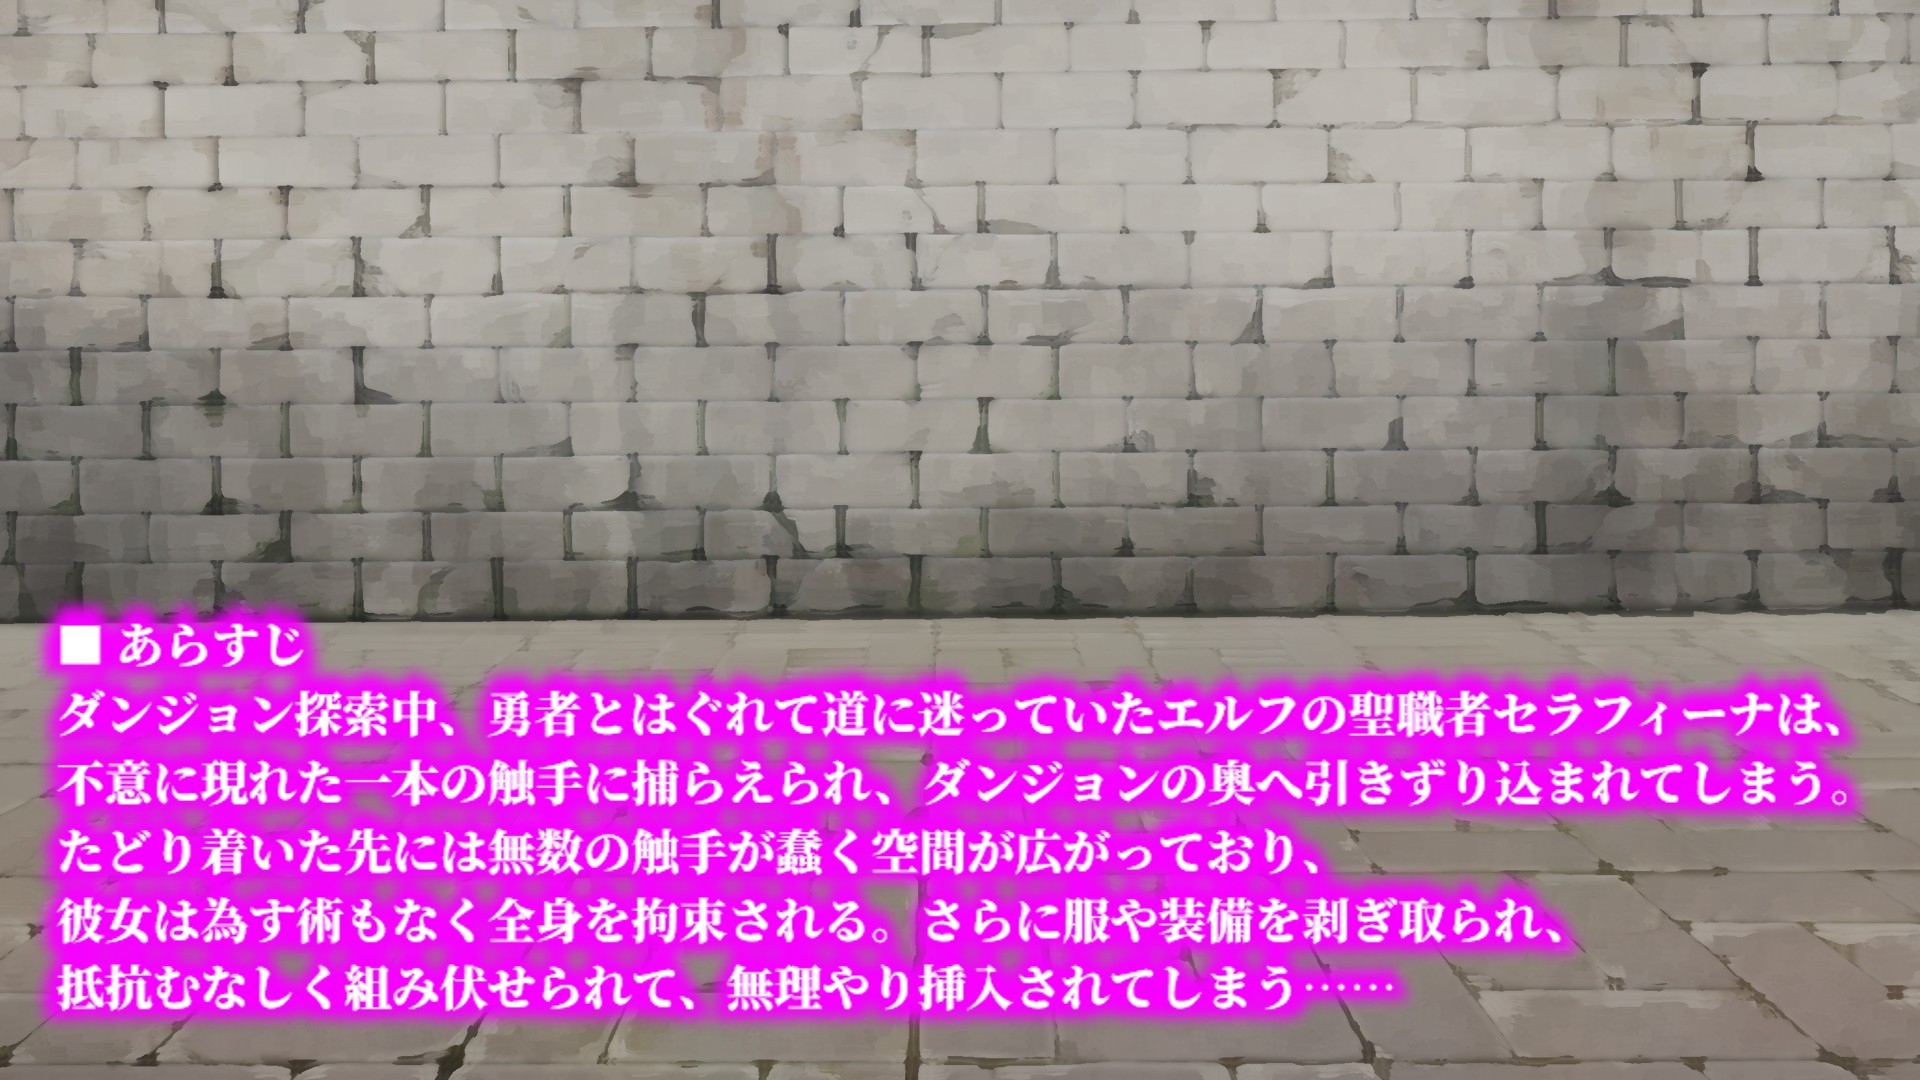 ■ あらすじ
ダンジョン探索中、勇者とはぐれて道に迷っていたエルフの聖職者セラフィーナは、
不意に現れた一本の触手に捕らえられ、ダンジョンの奥へ引きずり込まれてしまう。
たどり着いた先には無数の触手が蠢く空間が広がっており、
彼女は為す術もなく全身を拘束される。さらに服や装備を剥ぎ取られ、
抵抗むなしく組み伏せられて、無理やり挿入されてしまう……